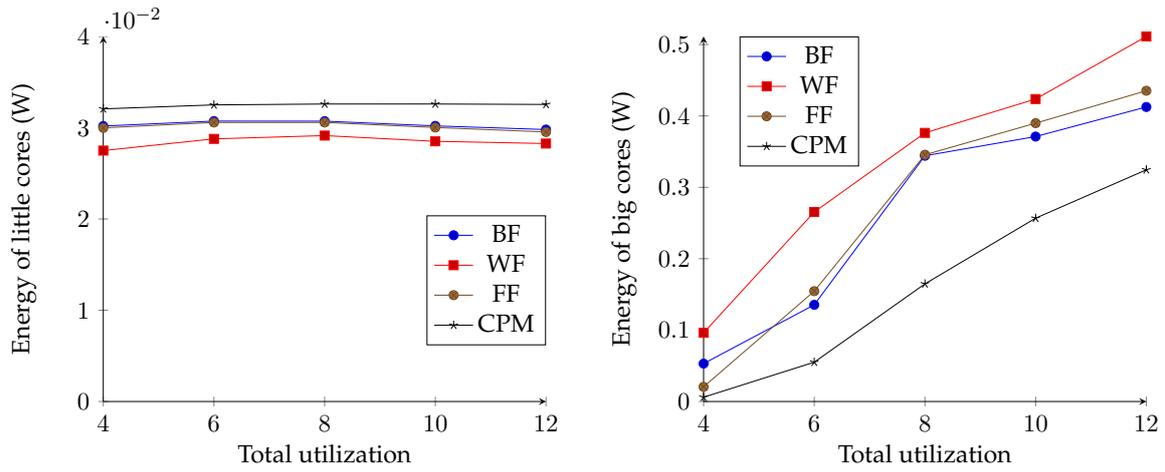 ·10−2
4
3
2
1
0
4 6 8 10 12
Total utilization
Energy of little cores (W)
BF
WF
FF
CPM
0.5
0.4
0.3
0.2
0.1
0
4 6 8 10 12
Total utilization
Energy of big cores (W)
BF
WF
FF
CPM